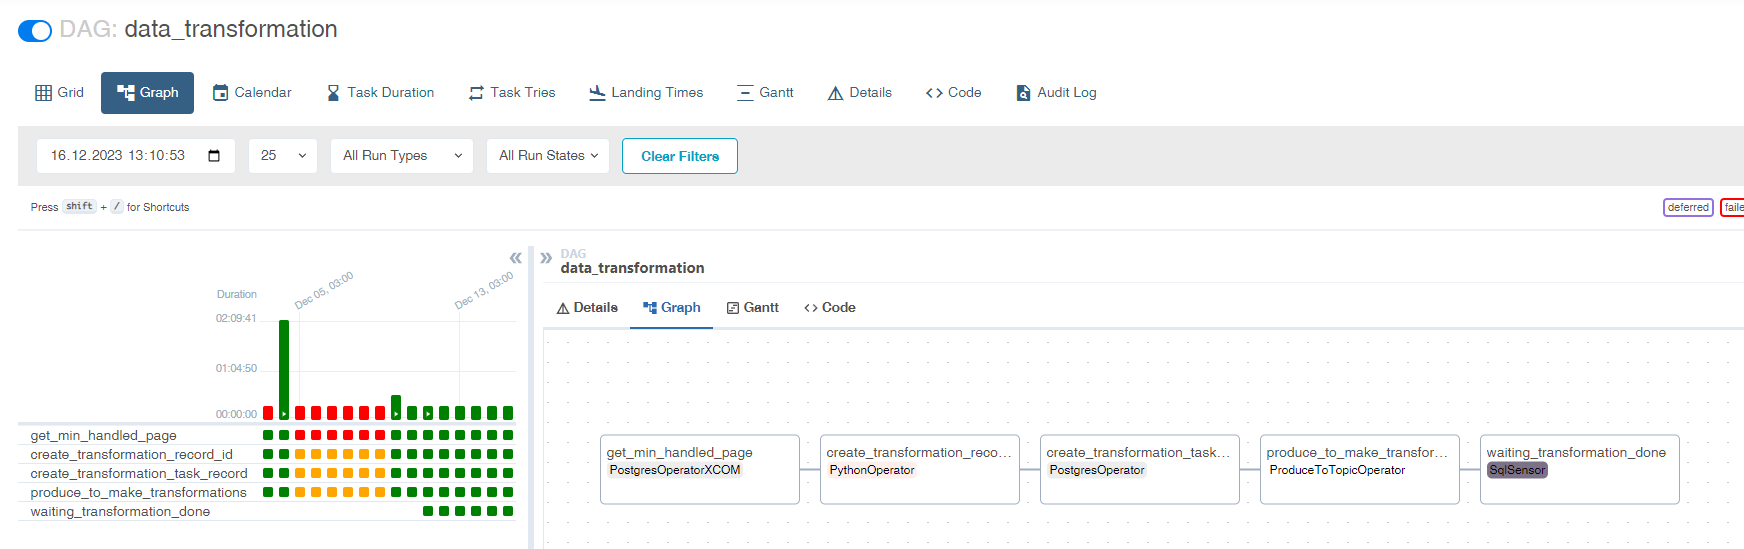 DAG: data_transformation
Grid Graph Calendar Task Duration Task Tries Landing Times Gantt Details Code Audit Log
16.12.2023 13:10:53 25 All Run Types All Run States Clear Filters
Press shift + / for Shortcuts deferred faile
DAG
data_transformation
Details Graph Gantt Code
Dec 05, 03:00 Dec 13, 03:00
Duration
02:09:41
01:04:50
00:00:00
get_min_handled_page
create_transformation_record_id
create_transformation_task_record
produce_to_make_transformations
waiting_transformation_done
get_min_handled_page
PostgresOperatorXCOM
create_transformation_reco...
PythonOperator
create_transformation_task...
PostgresOperator
produce_to_make_transfor...
ProduceToTopicOperator
waiting_transformation_done
SqlSensor